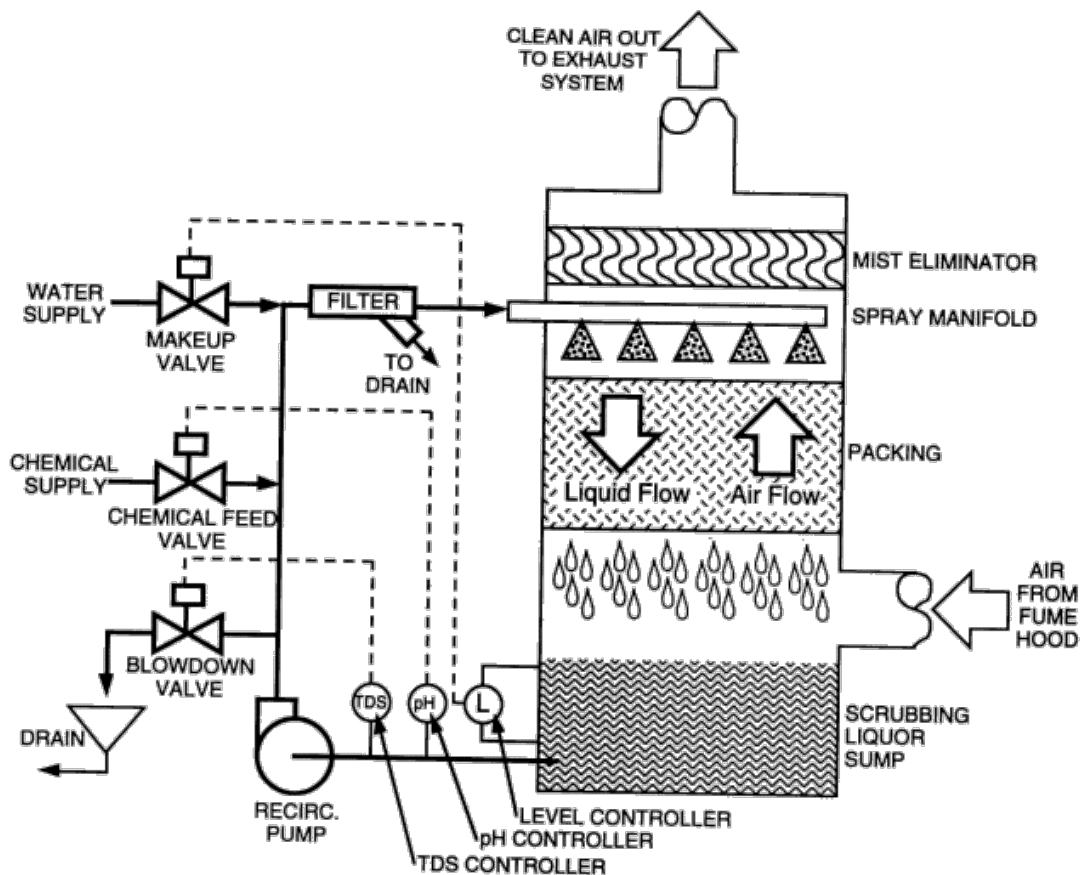 CLEAN AIR OUT
TO EXHAUST
SYSTEM
MIST ELIMINATOR
WATER
SUPPLY
FILTER
SPRAY MANIFOLD
MAKEUP
VALVE
TO
DRAIN
CHEMICAL
SUPPLY
PACKING
Liquid Flow
Air Flow
CHEMICAL FEED
VALVE
AIR
FROM
FUME
HOOD
BLOWDOWN
VALVE
TDS
pH
L
DRAIN
SCRUBBING
LIQUOR
SUMP
RECIRC.
PUMP
LEVEL CONTROLLER
pH CONTROLLER
TDS CONTROLLER